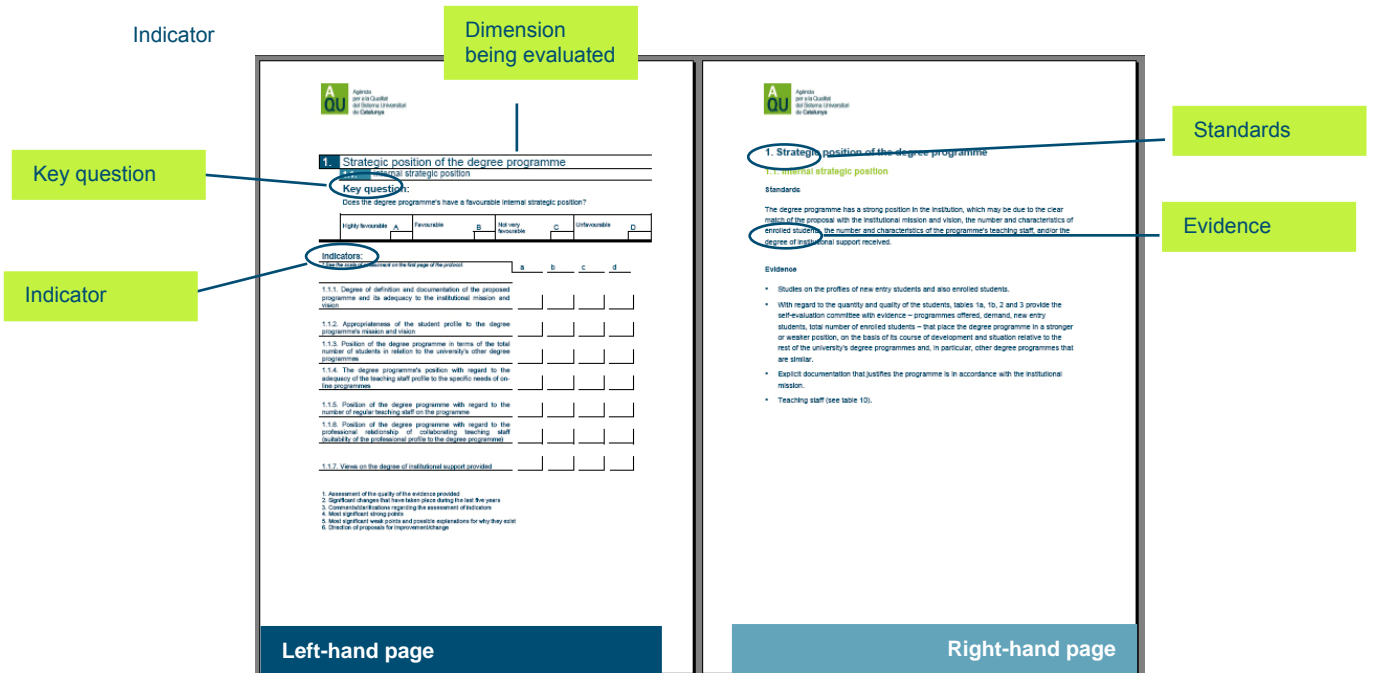 Indicator
Dimension
being evaluated
Key question
Indicator
Standards
Evidence
AQU
Agència
per a la Qualitat
del Sistema Universitari
de Catalunya
1. Strategic position of the degree programme
1.1. Internal strategic position
Key question:
Does the degree programme's have a favourable internal strategic position?
Highly favourable A Favourable B Not very favourable C Unfavourable D
Indicators:
* See the scale of assessment on the first page of the protocol. a b c d
1.1.1. Degree of definition and documentation of the proposed
programme and its adequacy to the institutional mission and
vision
1.1.2. Appropriateness of the student profile to the degree
programme's mission and vision
1.1.3. Position of the degree programme in terms of the total
number of students in relation to the university's other degree
programmes
1.1.4. The degree programme's position with regard to the
adequacy of the teaching staff profile to the specific needs of on-
line programmes
1.1.5. Position of the degree programme with regard to the
number of regular teaching staff on the programme
1.1.6. Position of the degree programme with regard to the
professional relationship of collaborating teaching staff
(suitability of the professional profile to the degree programme)
1.1.7. Views on the degree of institutional support provided
1. Assessment of the quality of the evidence provided
2. Significant changes that have taken place during the last five years
3. Comments/clarifications regarding the assessment of indicators
4. Most significant strong points
5. Most significant weak points and possible explanations for why they exist
6. Direction of proposals for improvement/change
Left-hand page
AQU
Agència
per a la Qualitat
del Sistema Universitari
de Catalunya
1. Strategic position of the degree programme
1.1. Internal strategic position
Standards
The degree programme has a strong position in the institution, which may be due to the clear
match of the proposal with the institutional mission and vision, the number and characteristics of
enrolled students, the number and characteristics of the programme's teaching staff, and/or the
degree of institutional support received.
Evidence
• Studies on the profiles of new entry students and also enrolled students.
• With regard to the quantity and quality of the students, tables 1a, 1b, 2 and 3 provide the
self-evaluation committee with evidence – programmes offered, demand, new entry
students, total number of enrolled students – that place the degree programme in a stronger
or weaker position, on the basis of its course of development and situation relative to the
rest of the university's degree programmes and, in particular, other degree programmes that
are similar.
• Explicit documentation that justifies the programme is in accordance with the institutional
mission.
• Teaching staff (see table 10).
Right-hand page